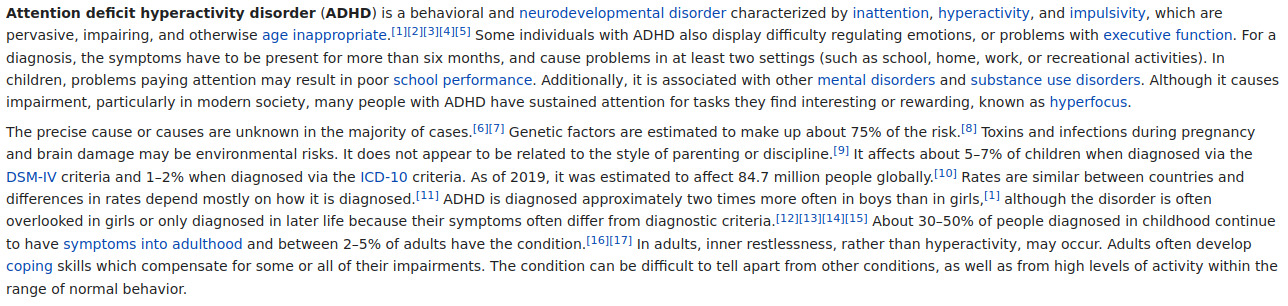 Attention deficit hyperactivity disorder (ADHD) is a behavioral and neurodevelopmental disorder characterized by inattention, hyperactivity, and impulsivity, which are
pervasive, impairing, and otherwise age inappropriate.[1][2][3][4][5] Some individuals with ADHD also display difficulty regulating emotions, or problems with executive function. For a
diagnosis, the symptoms have to be present for more than six months, and cause problems in at least two settings (such as school, home, work, or recreational activities). In
children, problems paying attention may result in poor school performance. Additionally, it is associated with other mental disorders and substance use disorders. Although it causes
impairment, particularly in modern society, many people with ADHD have sustained attention for tasks they find interesting or rewarding, known as hyperfocus.
The precise cause or causes are unknown in the majority of cases.[6][7] Genetic factors are estimated to make up about 75% of the risk.[8] Toxins and infections during pregnancy
and brain damage may be environmental risks. It does not appear to be related to the style of parenting or discipline.[9] It affects about 5–7% of children when diagnosed via the
DSM-IV criteria and 1–2% when diagnosed via the ICD-10 criteria. As of 2019, it was estimated to affect 84.7 million people globally.[10] Rates are similar between countries and
differences in rates depend mostly on how it is diagnosed.[11] ADHD is diagnosed approximately two times more often in boys than in girls,[1] although the disorder is often
overlooked in girls or only diagnosed in later life because their symptoms often differ from diagnostic criteria.[12][13][14][15] About 30–50% of people diagnosed in childhood continue
to have symptoms into adulthood and between 2–5% of adults have the condition.[16][17] In adults, inner restlessness, rather than hyperactivity, may occur. Adults often develop
coping skills which compensate for some or all of their impairments. The condition can be difficult to tell apart from other conditions, as well as from high levels of activity within the
range of normal behavior.